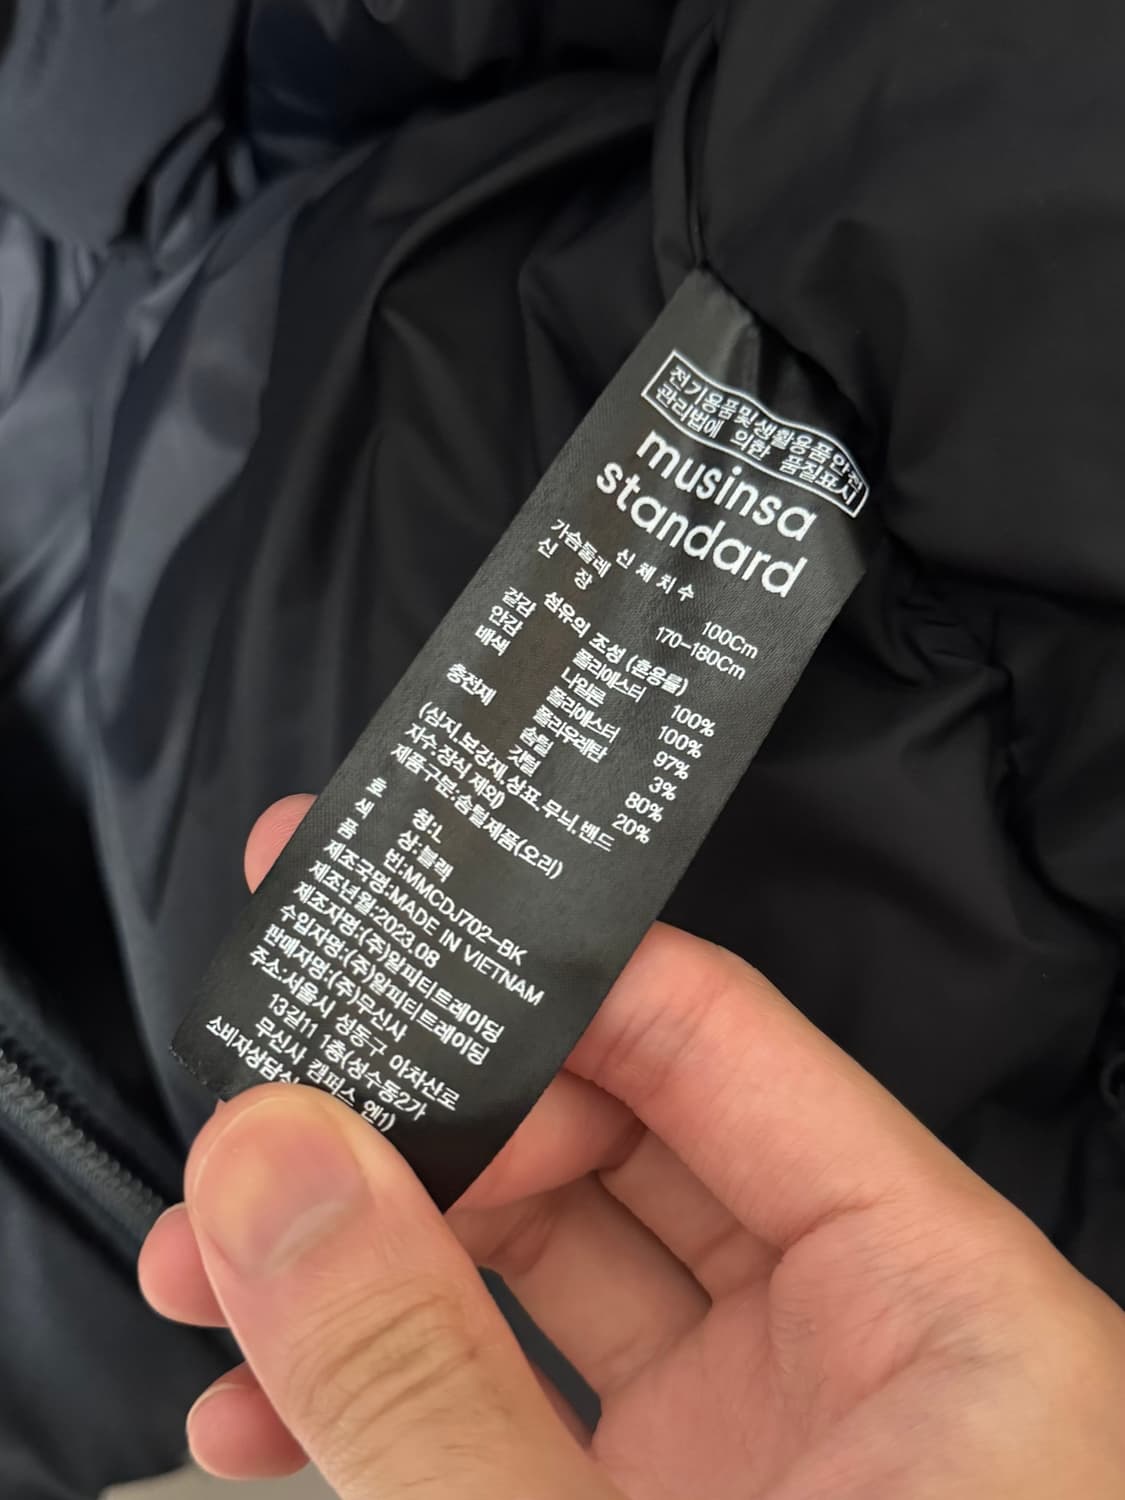 전기용품및생활용품안전
관리법에 의한 품질표시
musinsa
standard
신체치수
가슴둘레 100Cm
신 장 170-180Cm
섬유의 조성 (혼용률)
겉감 폴리에스터 100%
안감 나일론 100%
배색 폴리에스터 97%
폴리우레탄 3%
충전재 솜털 80%
깃털 20%
(심지,보강재,상표,무늬,밴드
자수:장식 제외)
제품구분:솜털제품(오리)
호 칭:L
색 상:블랙
품 번:MMCDJ702-BK
제조국명:MADE IN VIETNAM
제조년월:2023.08
제조자명:(주)알피티트레이딩
수입자명:(주)알피티트레이딩
판매자명:(주)무신사
주소:서울시 성동구 아차산로
13길11 1층(성수동2가
무신사 캠퍼스 엔1)
소비자상담실